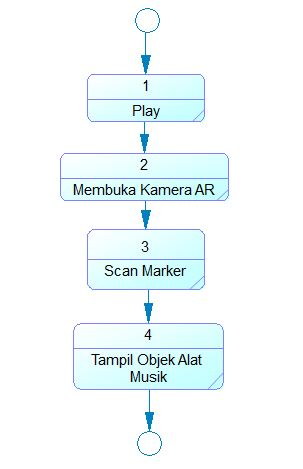 1
Play
2
Membuka Kamera AR
3
Scan Marker
4
Tampil Objek Alat
Musik